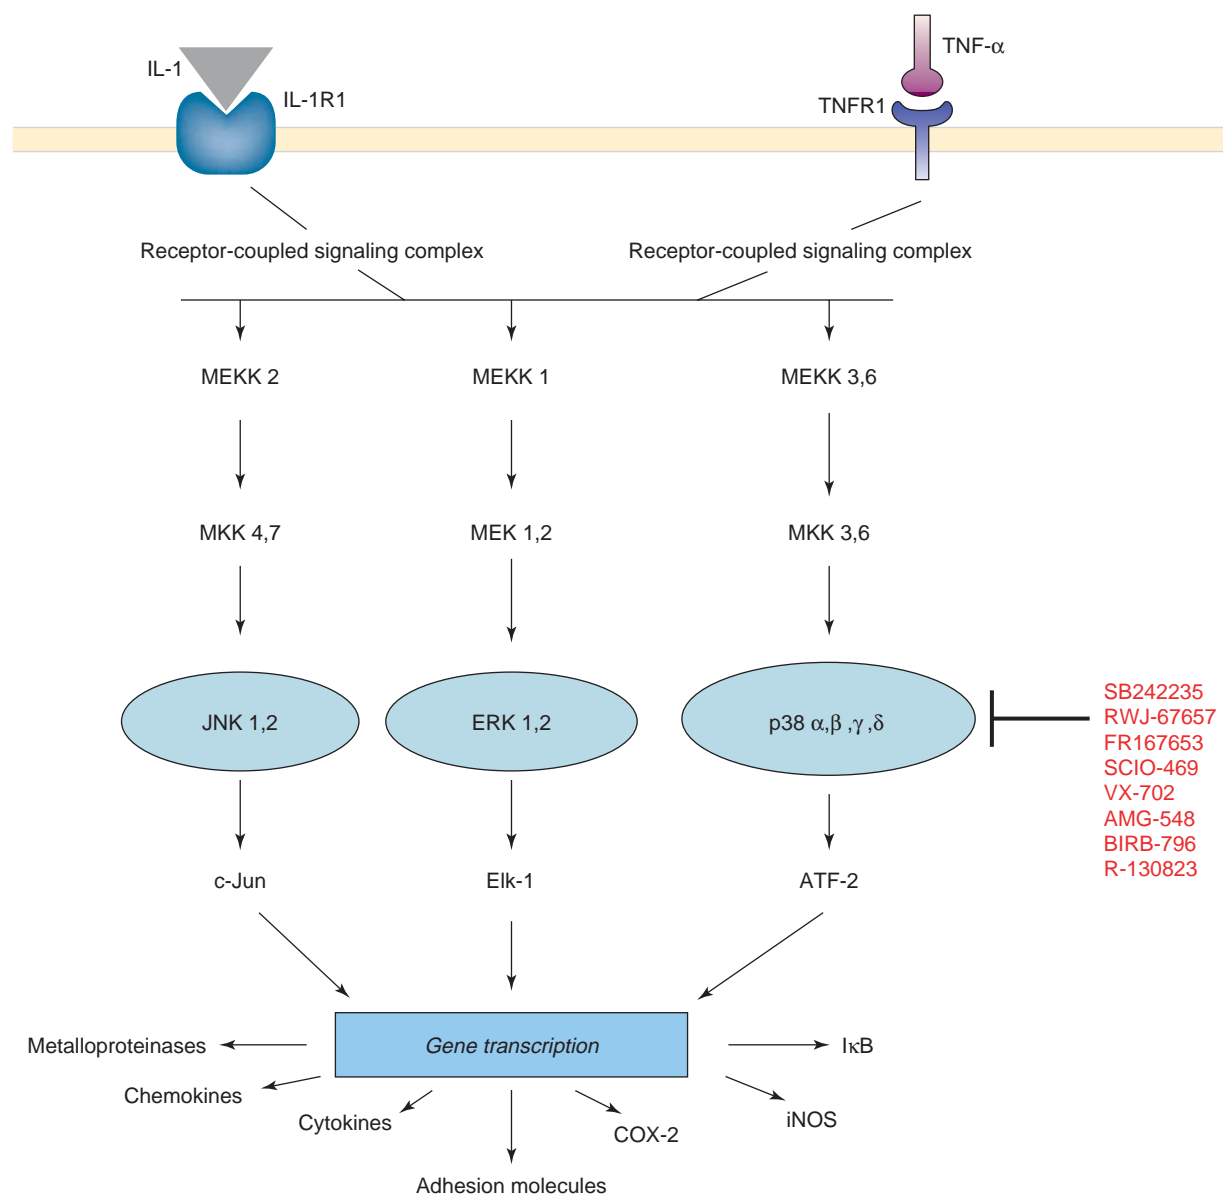 IL-1
IL-1R1
TNF-α
TNFR1
Receptor-coupled signaling complex
Receptor-coupled signaling complex
MEKK 2
MEKK 1
MEKK 3,6
MKK 4,7
MEK 1,2
MKK 3,6
JNK 1,2
ERK 1,2
p38 α,β ,γ ,δ
SB242235
RWJ-67657
FR167653
SCIO-469
VX-702
AMG-548
BIRB-796
R-130823
c-Jun
Elk-1
ATF-2
Gene transcription
Metalloproteinases
Chemokines
Cytokines
Adhesion molecules
COX-2
iNOS
IκB